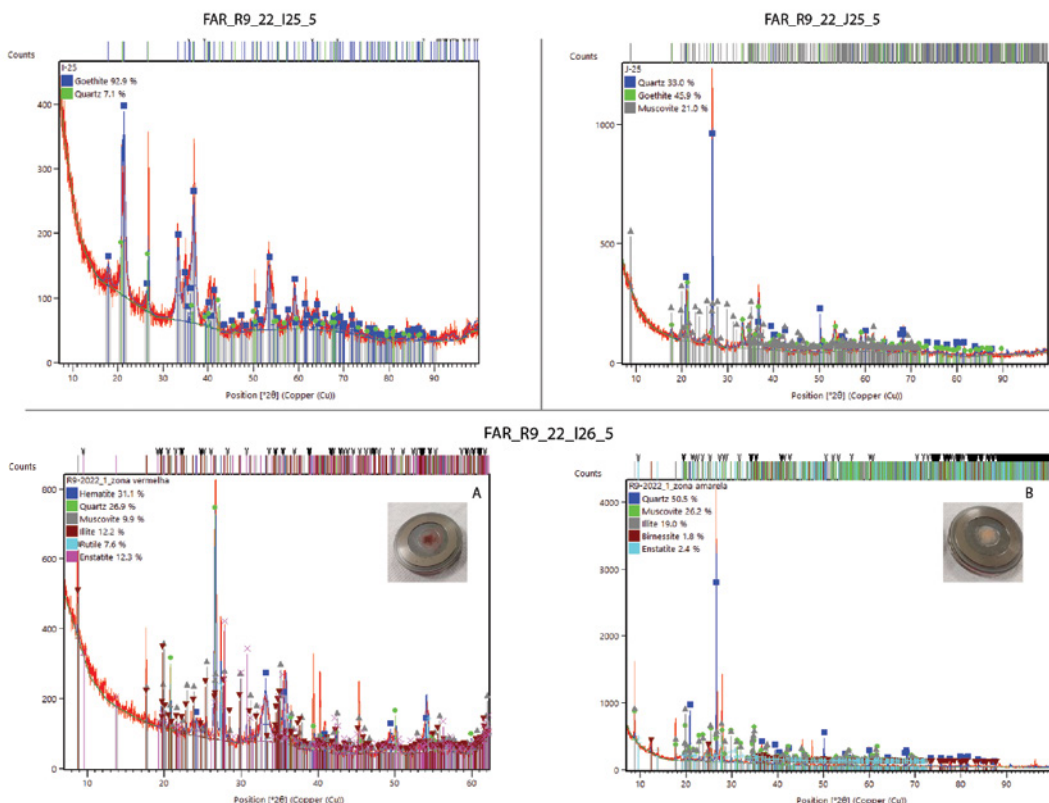 FAR_R9_22_I25_5
Counts
I-25
Goethite 92.9 %
Quartz 7.1 %
400
300
200
100
0
10 20 30 40 50 60 70 80 90
Position [°2θ] (Copper (Cu))
FAR_R9_22_J25_5
Counts
J-25
Quartz 33.0 %
Goethite 45.9 %
Muscovite 21.0 %
1000
500
0
10 20 30 40 50 60 70 80 90
Position [°2θ] (Copper (Cu))
FAR_R9_22_I26_5
Counts
R9-2022_1_zona vermelha
A
Hematite 31.1 %
Quartz 26.9 %
Muscovite 9.9 %
Illite 12.2 %
Rutile 7.6 %
Enstatite 12.3 %
800
600
400
200
0
10 20 30 40 50 60
Position [°2θ] (Copper (Cu))
Counts
R9-2022_1_zona amarela
B
Quartz 50.5 %
Muscovite 26.2 %
Illite 19.0 %
Birnessite 1.8 %
Enstatite 2.4 %
4000
3000
2000
1000
0
10 20 30 40 50 60 70 80 90
Position [°2θ] (Copper (Cu))